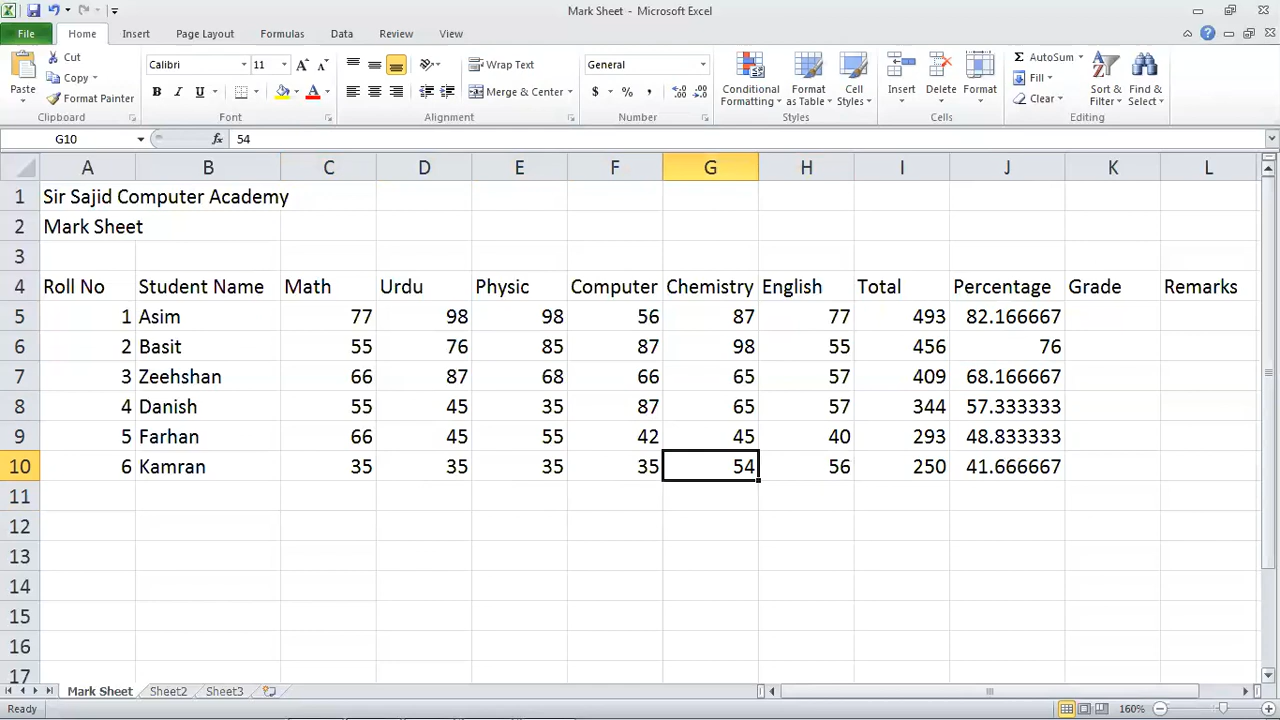 Mark Sheet - Microsoft Excel
File Home Insert Page Layout Formulas Data Review View
Paste
Cut
Copy
Format Painter
Clipboard
Calibri 11
B I U
Font
Wrap Text
Merge & Center
Alignment
General
$ % ,
Number
Conditional Formatting
Format as Table
Cell Styles
Styles
Insert Delete Format
Cells
Σ AutoSum
Fill
Clear
Sort & Filter
Find & Select
Editing
G10 fx 54
A B C D E F G H I J K L
1 Sir Sajid Computer Academy
2 Mark Sheet
3
4 Roll No Student Name Math Urdu Physic Computer Chemistry English Total Percentage Grade Remarks
5 1 Asim 77 98 98 56 87 77 493 82.166667
6 2 Basit 55 76 85 87 98 55 456 76
7 3 Zeehshan 66 87 68 66 65 57 409 68.166667
8 4 Danish 55 45 35 87 65 57 344 57.333333
9 5 Farhan 66 45 55 42 45 40 293 48.833333
10 6 Kamran 35 35 35 35 54 56 250 41.666667
11
12
13
14
15
16
17
Mark Sheet Sheet2 Sheet3
Ready 160%